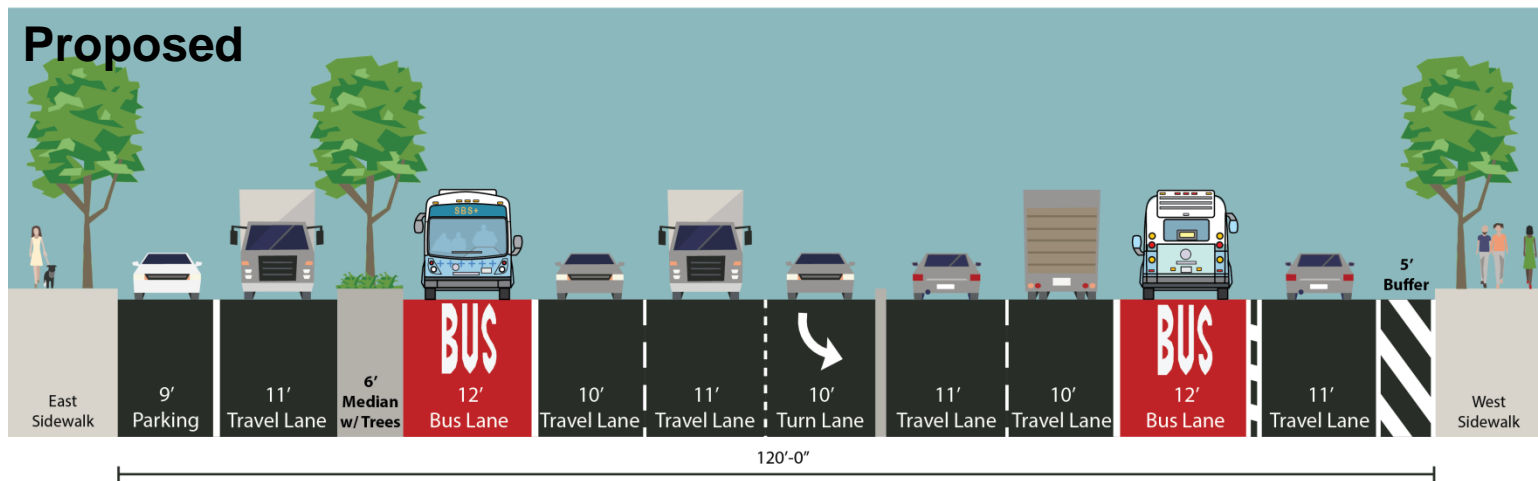 Proposed
SBS+
5’
Buffer
BUS
BUS
East
Sidewalk
9’
Parking
11’
Travel Lane
6’
Median
w/ Trees
12’
Bus Lane
10’
Travel Lane
11’
Travel Lane
10’
Turn Lane
11’
Travel Lane
10’
Travel Lane
12’
Bus Lane
11’
Travel Lane
West
Sidewalk
120’-0”